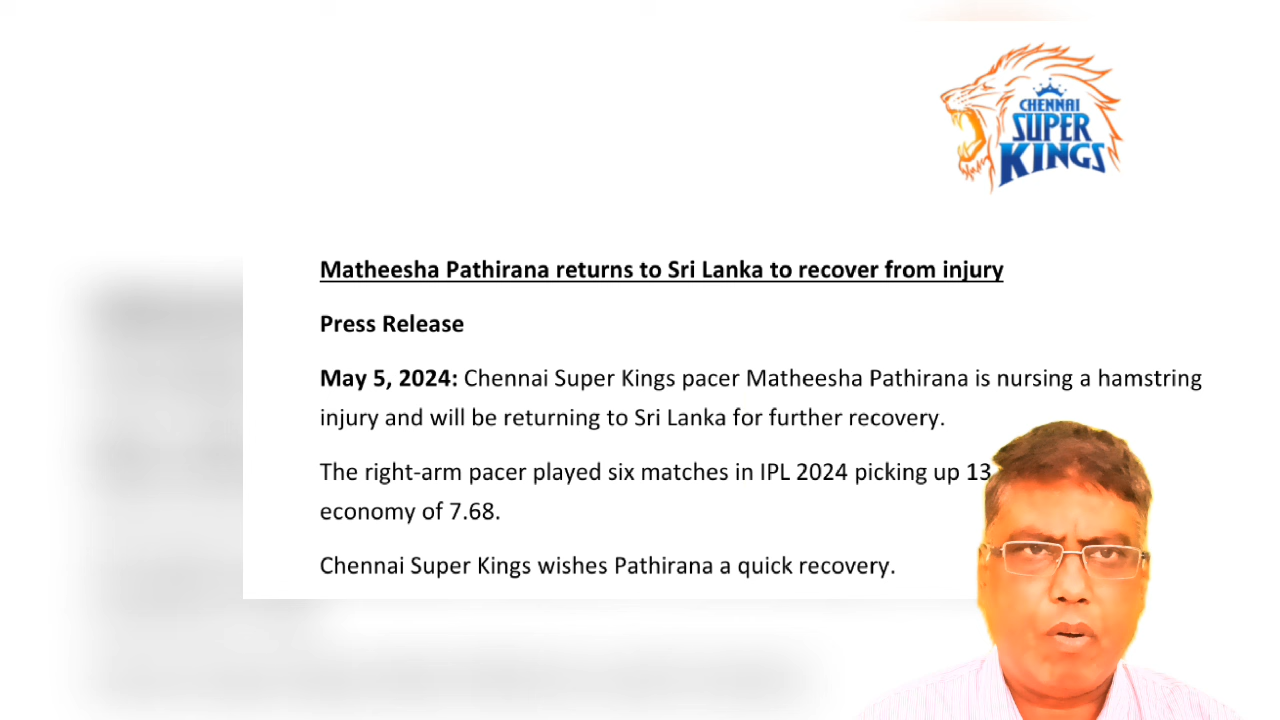 CHENNAI
SUPER
KINGS
Matheesha Pathirana returns to Sri Lanka to recover from injury
Press Release
May 5, 2024: Chennai Super Kings pacer Matheesha Pathirana is nursing a hamstring
injury and will be returning to Sri Lanka for further recovery.
The right-arm pacer played six matches in IPL 2024 picking up 13
economy of 7.68.
Chennai Super Kings wishes Pathirana a quick recovery.